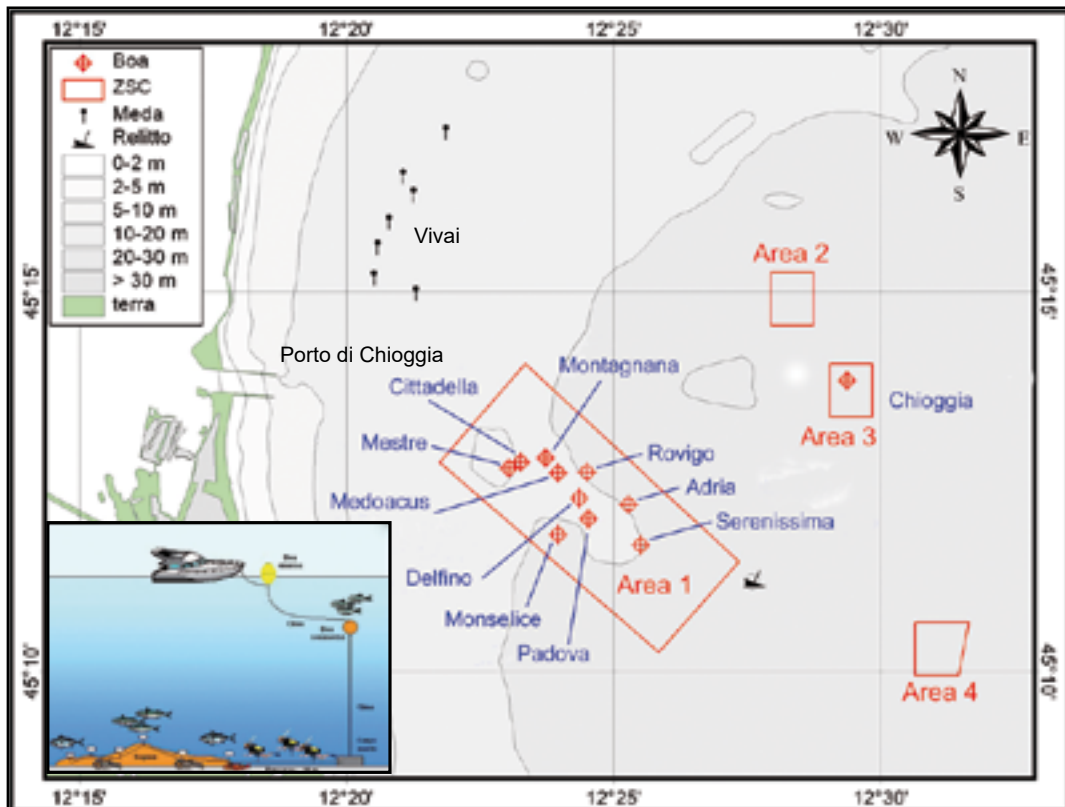 12°15'
12°20'
12°25'
12°30'
Boa
ZSC
Meda
Relitto
0-2 m
2-5 m
5-10 m
10-20 m
20-30 m
> 30 m
terra
N
W
E
S
Vivai
45°15'
45°15'
Area 2
Porto di Chioggia
Montagnana
Cittadella
Chioggia
Area 3
Mestre
Rovigo
Medoacus
Adria
Serenissima
Delfino
Area 1
Monselice
Padova
45°10'
45°10'
Area 4
12°15'
12°20'
12°25'
12°30'